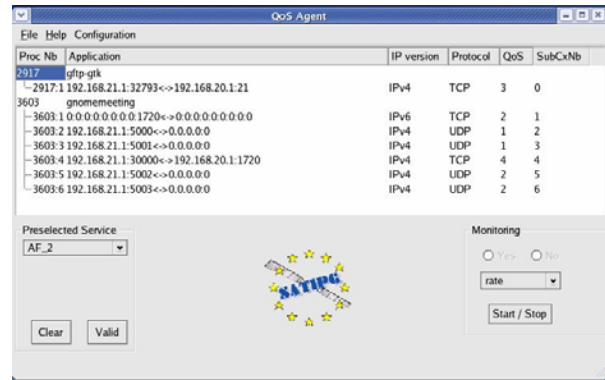 QoS Agent
File Help Configuration
Proc Nb Application IP version Protocol QoS SubCxNb
2917 gftp-gtk
2917:1 192.168.21.1:32793<->192.168.20.1:21 IPv4 TCP 3 0
3603 gnomemeeting
3603:1 0:0:0:0:0:0:0:0:1720<->0:0:0:0:0:0:0:0:0 IPv6 TCP 2 1
3603:2 192.168.21.1:5000<->0.0.0.0:0 IPv4 UDP 1 2
3603:3 192.168.21.1:5001<->0.0.0.0:0 IPv4 UDP 1 3
3603:4 192.168.21.1:30000<->192.168.20.1:1720 IPv4 TCP 4 4
3603:5 192.168.21.1:5002<->0.0.0.0:0 IPv4 UDP 2 5
3603:6 192.168.21.1:5003<->0.0.0.0:0 IPv4 UDP 2 6
Preselected Service Monitoring
AF_2
Yes No
SATIP6
rate
Clear Valid
Start / Stop